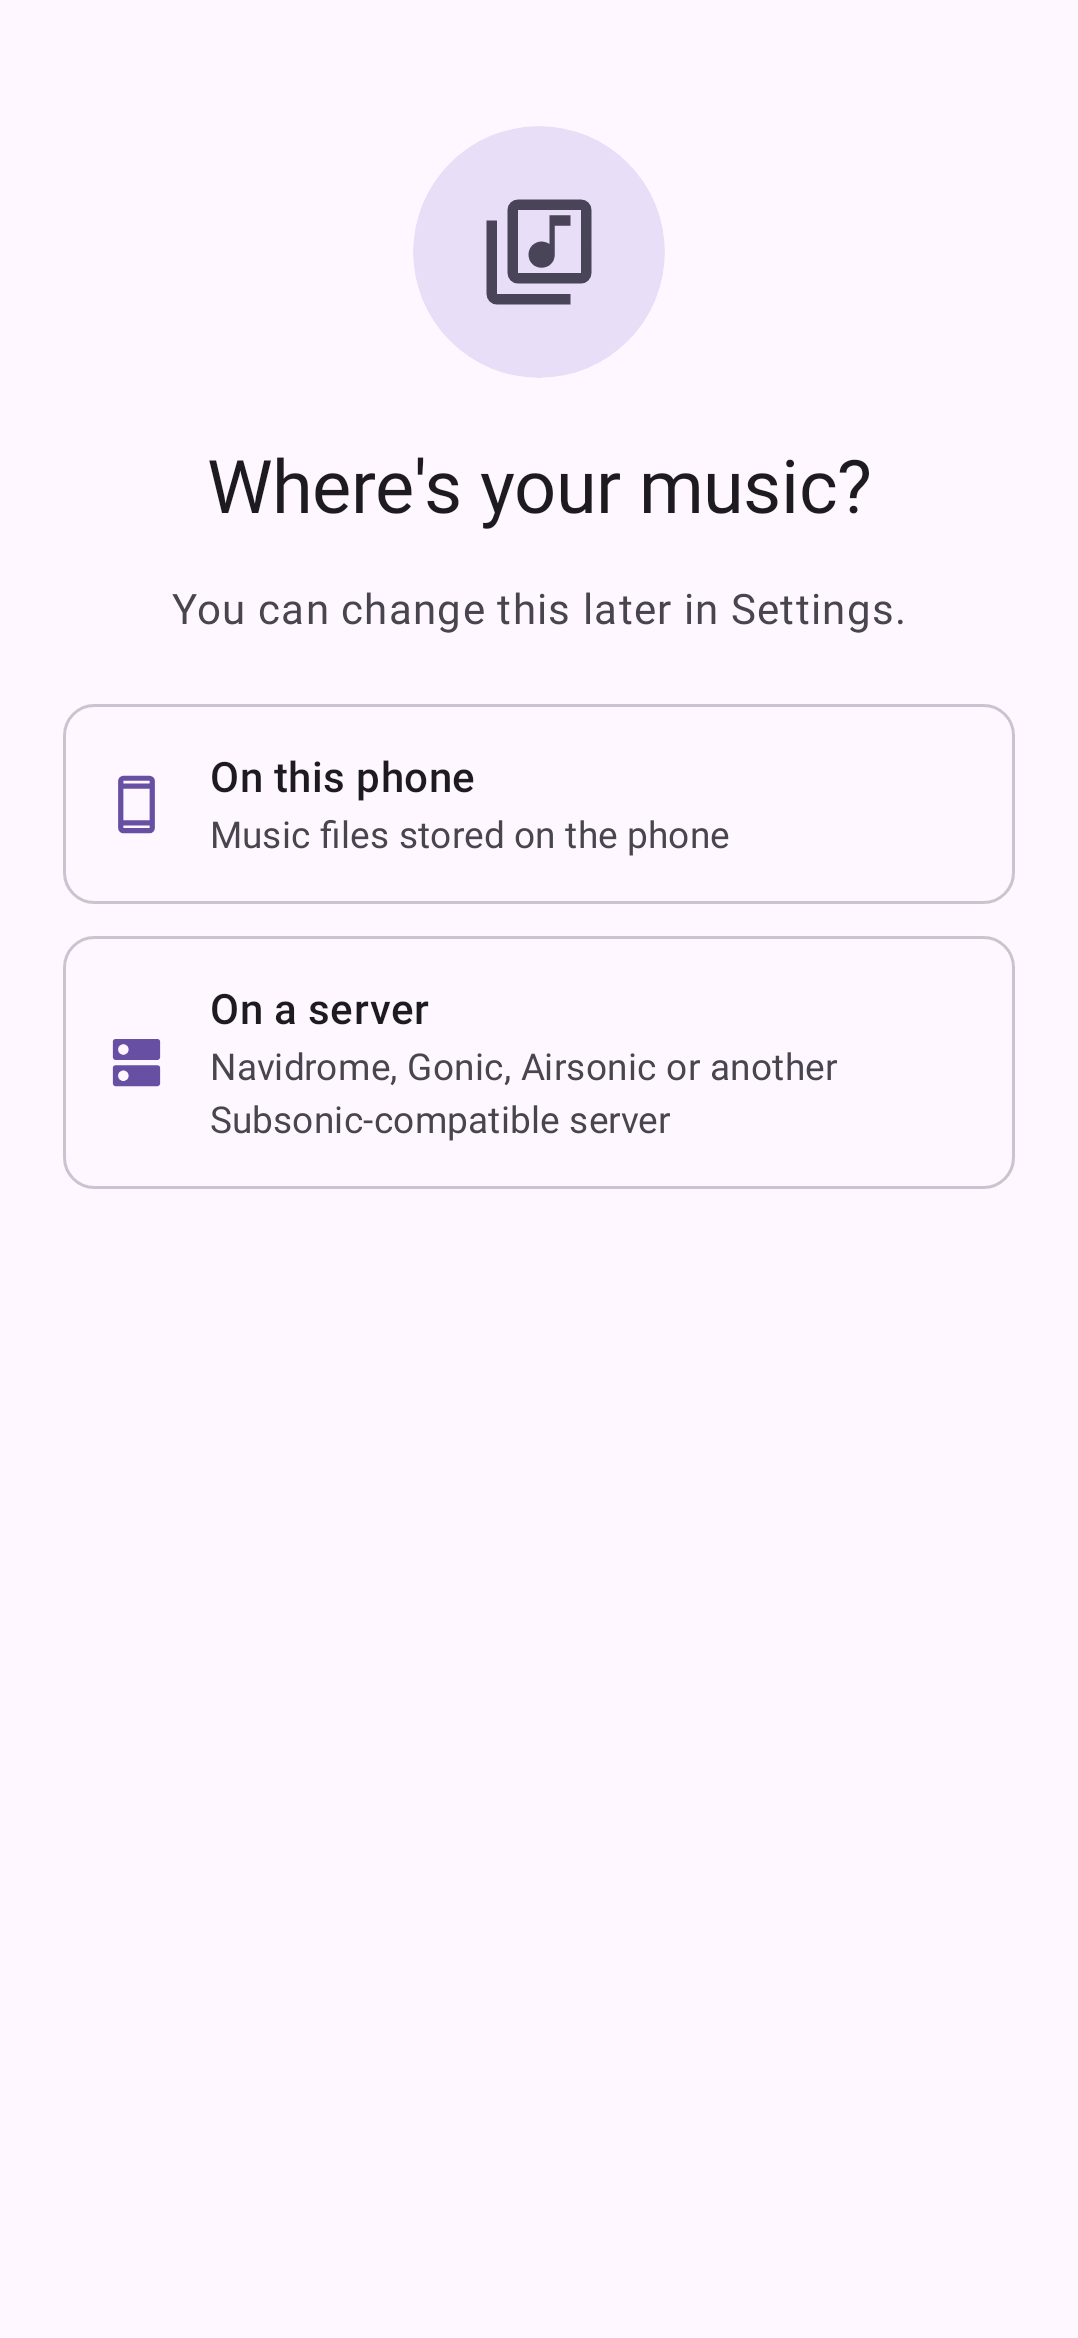 Where's your music?
You can change this later in Settings.
On this phone
Music files stored on the phone
On a server
Navidrome, Gonic, Airsonic or another
Subsonic-compatible server